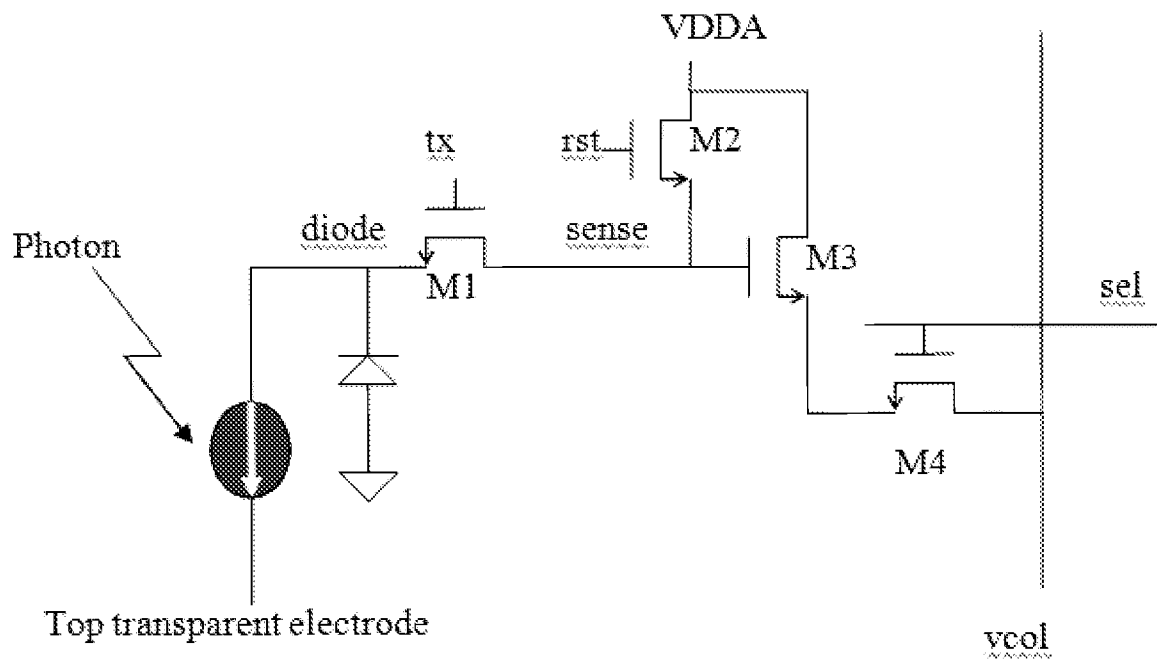 VDDA
tx
rst
M2
diode
sense
Photon
M1
M3
sel
M4
Top transparent electrode
vcol